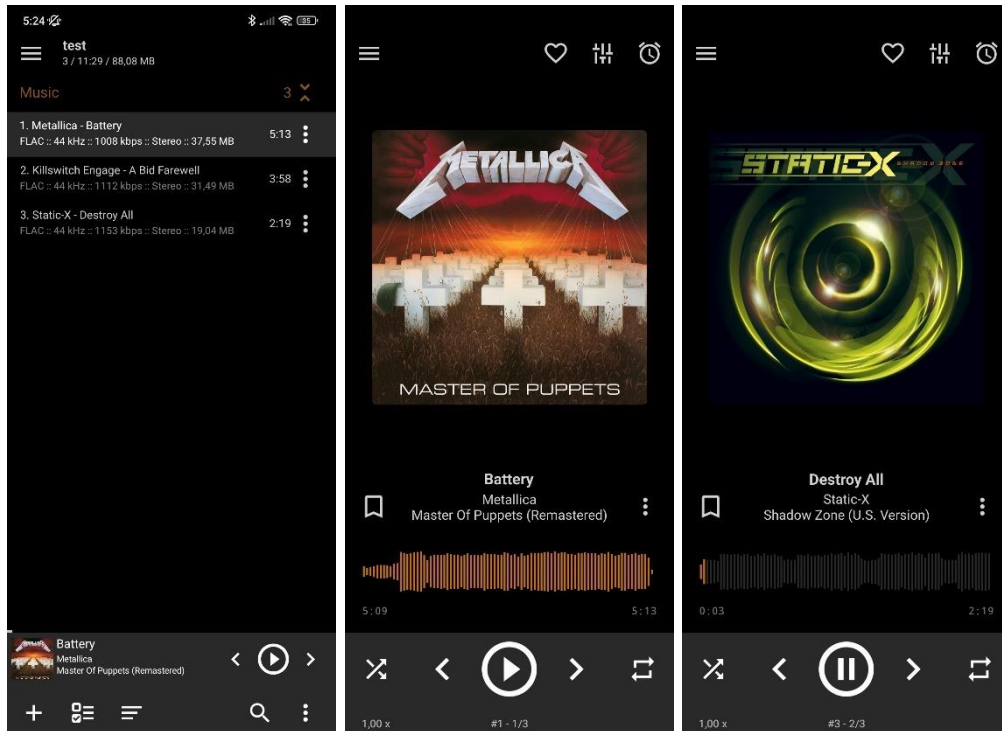 5:24
35
test
3 / 11:29 / 88,08 MB
Music 3
1. Metallica - Battery
FLAC :: 44 kHz :: 1008 kbps :: Stereo :: 37,55 MB
5:13
2. Killswitch Engage - A Bid Farewell
FLAC :: 44 kHz :: 1112 kbps :: Stereo :: 31,49 MB
3:58
3. Static-X - Destroy All
FLAC :: 44 kHz :: 1153 kbps :: Stereo :: 19,04 MB
2:19
Battery
Metallica
Master Of Puppets (Remastered)
METALLICA
MASTER OF PUPPETS
Battery
Metallica
Master Of Puppets (Remastered)
5:09 5:13
1,00 x #1 - 1/3
STATIC-X
SHADOW ZONE
Destroy All
Static-X
Shadow Zone (U.S. Version)
0:03 2:19
1,00 x #3 - 2/3